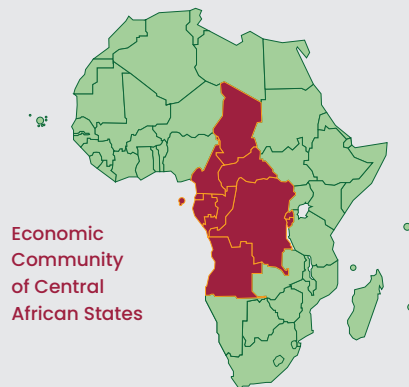 Economic
Community
of Central
African States